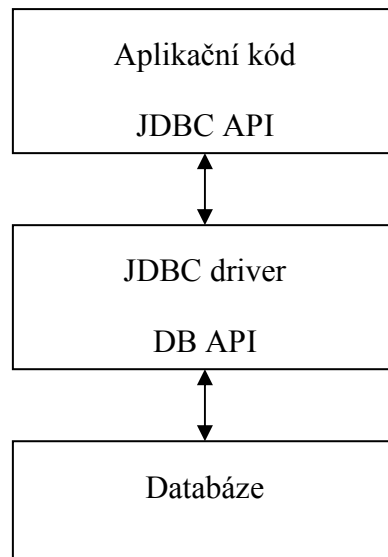 Aplikační kód
JDBC API
JDBC driver
DB API
Databáze